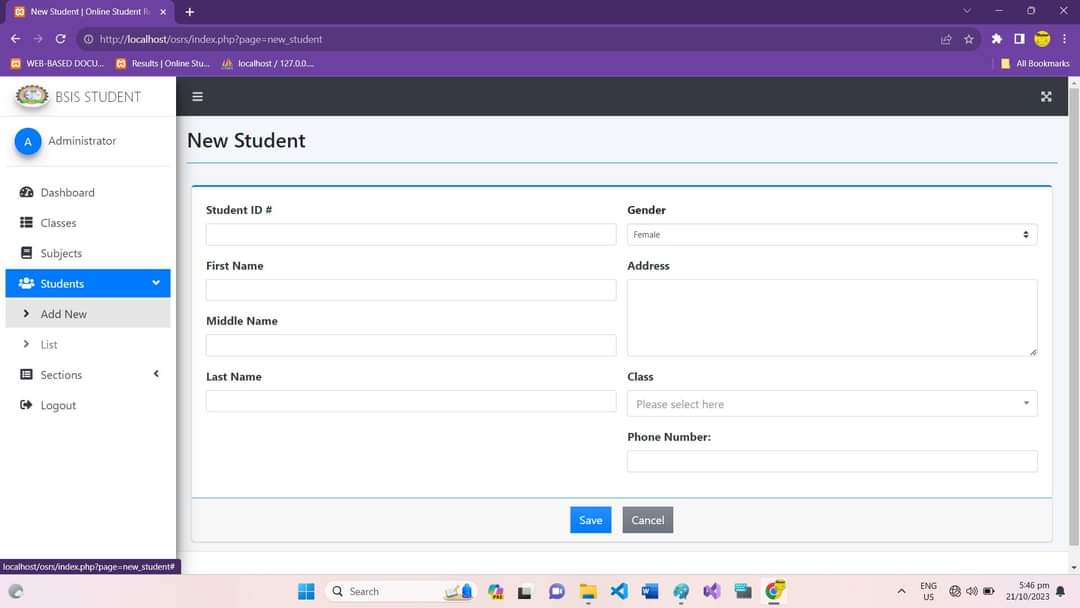 New Student | Online Student Re
http://localhost/osrs/index.php?page=new_student
WEB-BASED DOCU...
Results | Online Stu...
localhost / 127.0.0....
All Bookmarks
BSIS STUDENT
A Administrator
Dashboard
Classes
Subjects
Students
Add New
List
Sections
Logout
New Student
Student ID #
First Name
Middle Name
Last Name
Gender
Female
Address
Class
Please select here
Phone Number:
Save
Cancel
localhost/osrs/index.php?page=new_student#
Search
ENG
US
5:46 pm
21/10/2023